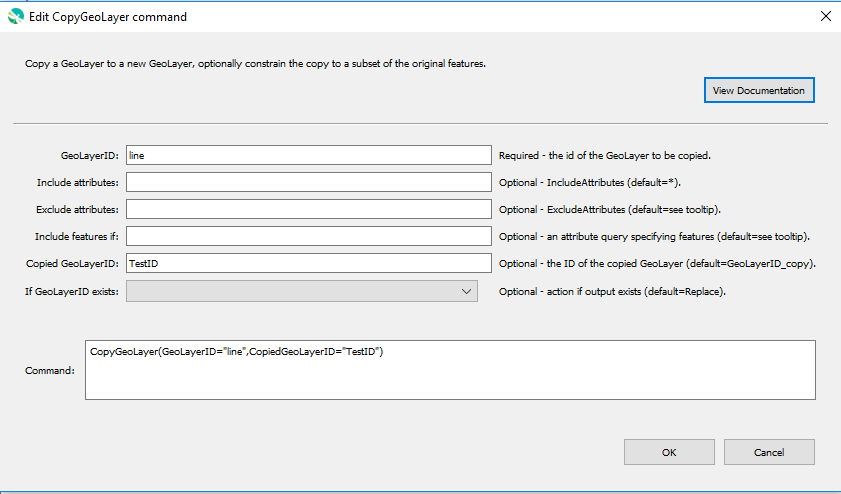 Edit CopyGeoLayer command
Copy a GeoLayer to a new GeoLayer, optionally constrain the copy to a subset of the original features.
View Documentation
GeoLayerID: line Required - the id of the GeoLayer to be copied.
Include attributes: Optional - IncludeAttributes (default=*).
Exclude attributes: Optional - ExcludeAttributes (default=see tooltip).
Include features if: Optional - an attribute query specifying features (default=see tooltip).
Copied GeoLayerID: TestID Optional - the ID of the copied GeoLayer (default=GeoLayerID_copy).
If GeoLayerID exists: Optional - action if output exists (default=Replace).
Command: CopyGeoLayer(GeoLayerID="line",CopiedGeoLayerID="TestID")
OK Cancel